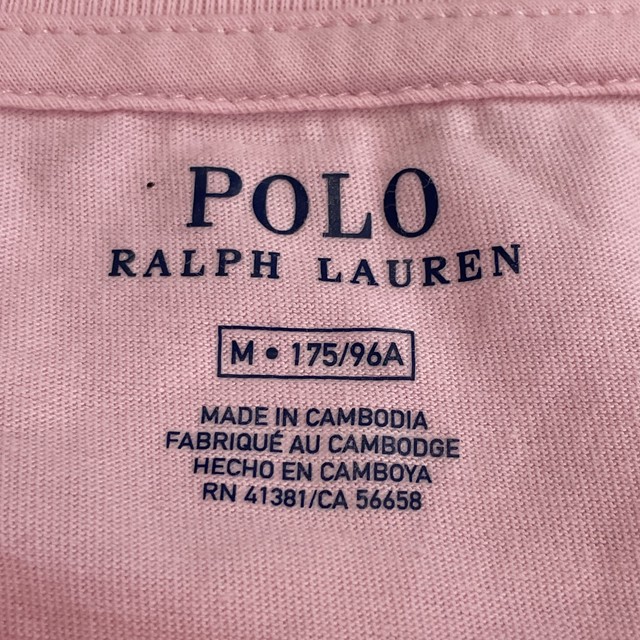 POLO
RALPH LAUREN
M • 175/96A
MADE IN CAMBODIA
FABRIQUÉ AU CAMBODGE
HECHO EN CAMBOYA
RN 41381/CA 56658